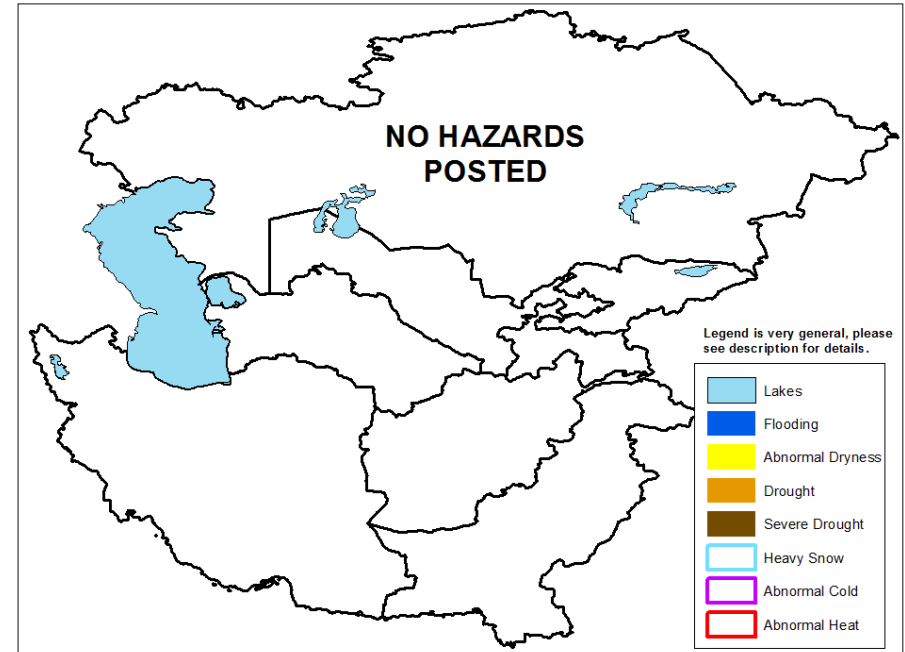 NO HAZARDS
POSTED
Legend is very general, please
see description for details.
Lakes
Flooding
Abnormal Dryness
Drought
Severe Drought
Heavy Snow
Abnormal Cold
Abnormal Heat